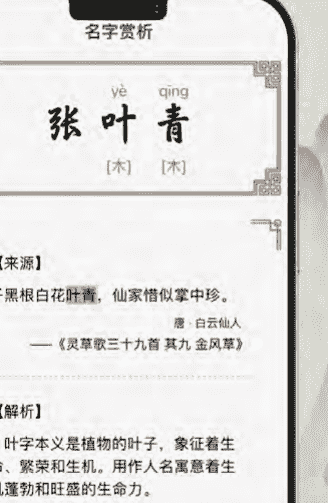 名字赏析
yè qīng
张 叶 青
[木] [木]
【来源】
子黑根白花叶青，仙家惜似掌中珍。
唐·白云仙人
——《灵草歌三十九首 其九 金风草》
【解析】
叶字本义是植物的叶子，象征着生
命、繁荣和生机。用作人名寓意着生
机蓬勃和旺盛的生命力。